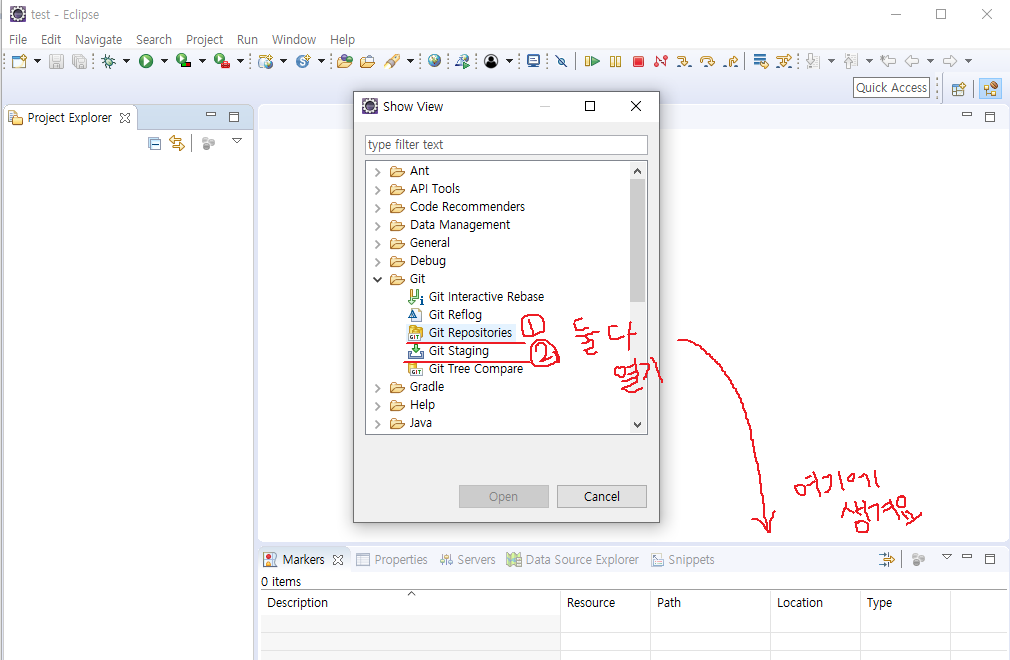 test - Eclipse
File Edit Navigate Search Project Run Window Help
Quick Access
Project Explorer
Show View
type filter text
Ant
API Tools
Code Recommenders
Data Management
General
Debug
Git
Git Interactive Rebase
Git Reflog
Git Repositories ①
Git Staging ②
둘 다
열기
Git Tree Compare
Gradle
Help
Java
Open Cancel
여기에
생겨요
Markers Properties Servers Data Source Explorer Snippets
0 items
Description Resource Path Location Type